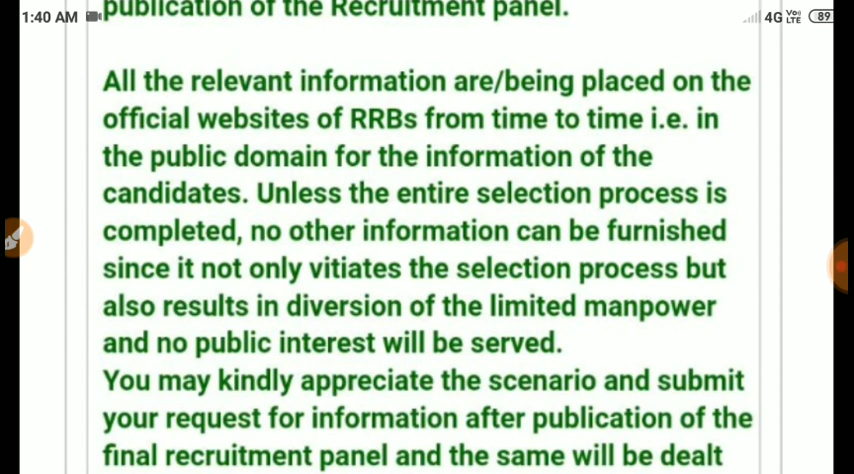 publication of the Recruitment panel.
1:40 AM 4G Vo) LTE 89
All the relevant information are/being placed on the
official websites of RRBs from time to time i.e. in
the public domain for the information of the
candidates. Unless the entire selection process is
completed, no other information can be furnished
since it not only vitiates the selection process but
also results in diversion of the limited manpower
and no public interest will be served.
You may kindly appreciate the scenario and submit
your request for information after publication of the
final recruitment panel and the same will be dealt